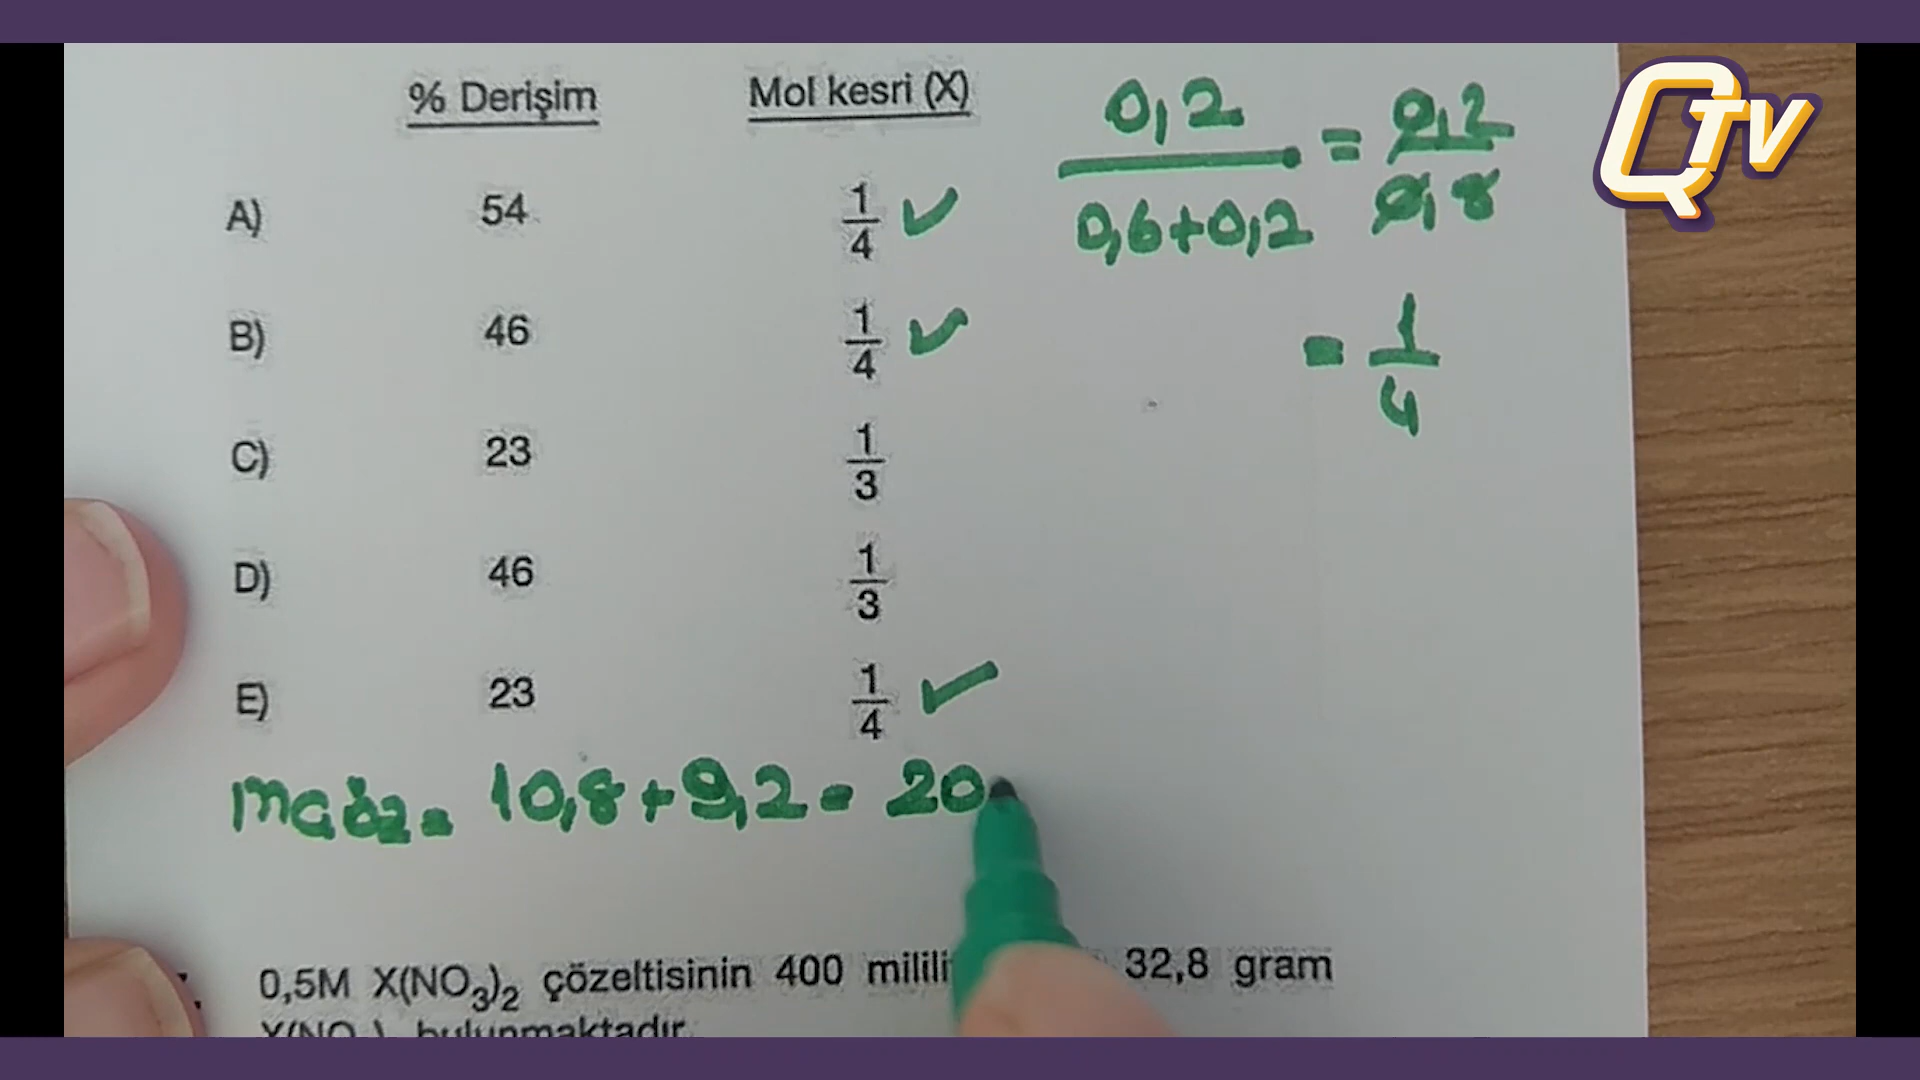 % Derişim Mol kesri (X)
A) 54 1/4 ✓
B) 46 1/4 ✓
C) 23 1/3
D) 46 1/3
E) 23 1/4 ✓
0,2 / 0,6+0,2 = 0,2 / 0,8
= 1/4
mçöz = 10,8 + 9,2 = 20
0,5M X(NO3)2 çözeltisinin 400 32,8 gram
bulunmaktadır.
QTV